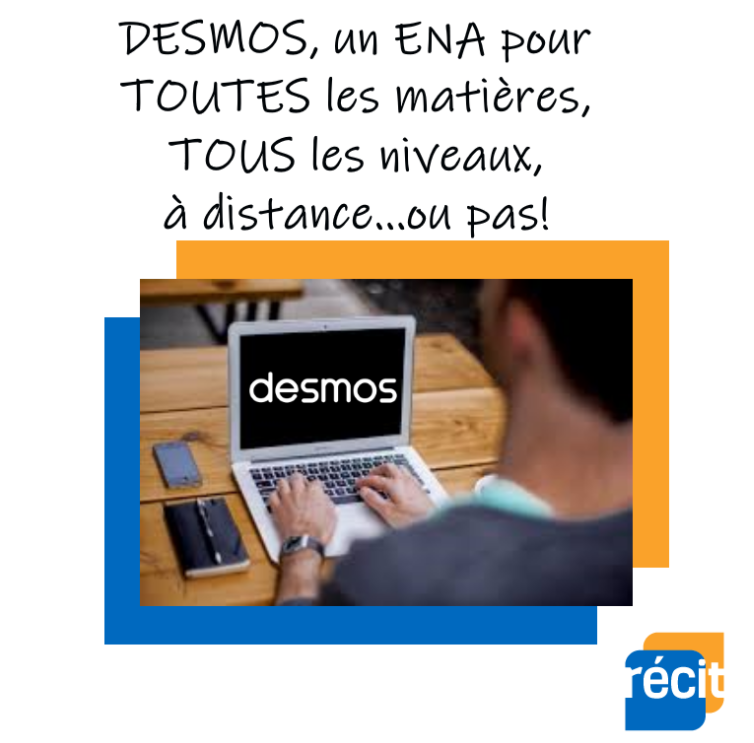 DESMOS, un ENA pour
TOUTES les matières,
TOUS les niveaux,
à distance...ou pas!
desmos
récit